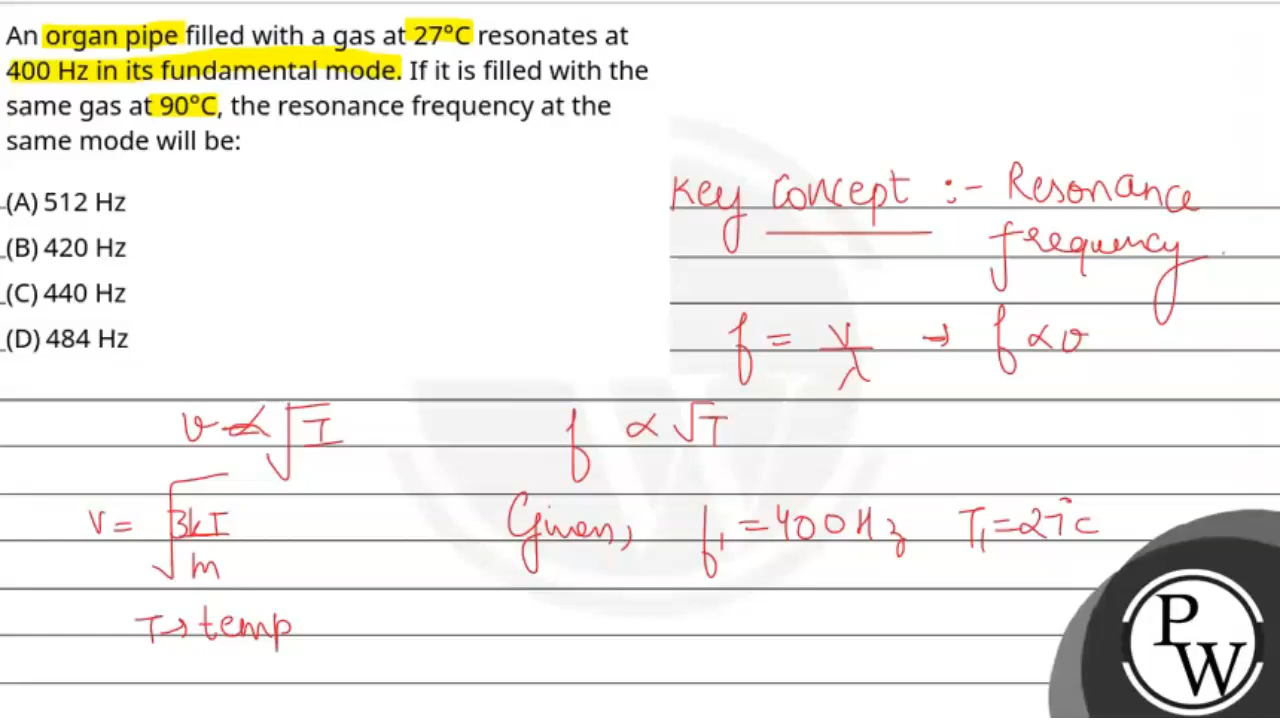 An organ pipe filled with a gas at 27°C resonates at
400 Hz in its fundamental mode. If it is filled with the
same gas at 90°C, the resonance frequency at the
same mode will be:
(A) 512 Hz
(B) 420 Hz
(C) 440 Hz
(D) 484 Hz
Key Concept :- Resonance
frequency
f = v/λ → f ∝ v
v ∝ √T f ∝ √T
v = √(3kT/m) Given, f₁ = 400 Hz T₁ = 27°C
T → temp
P
W